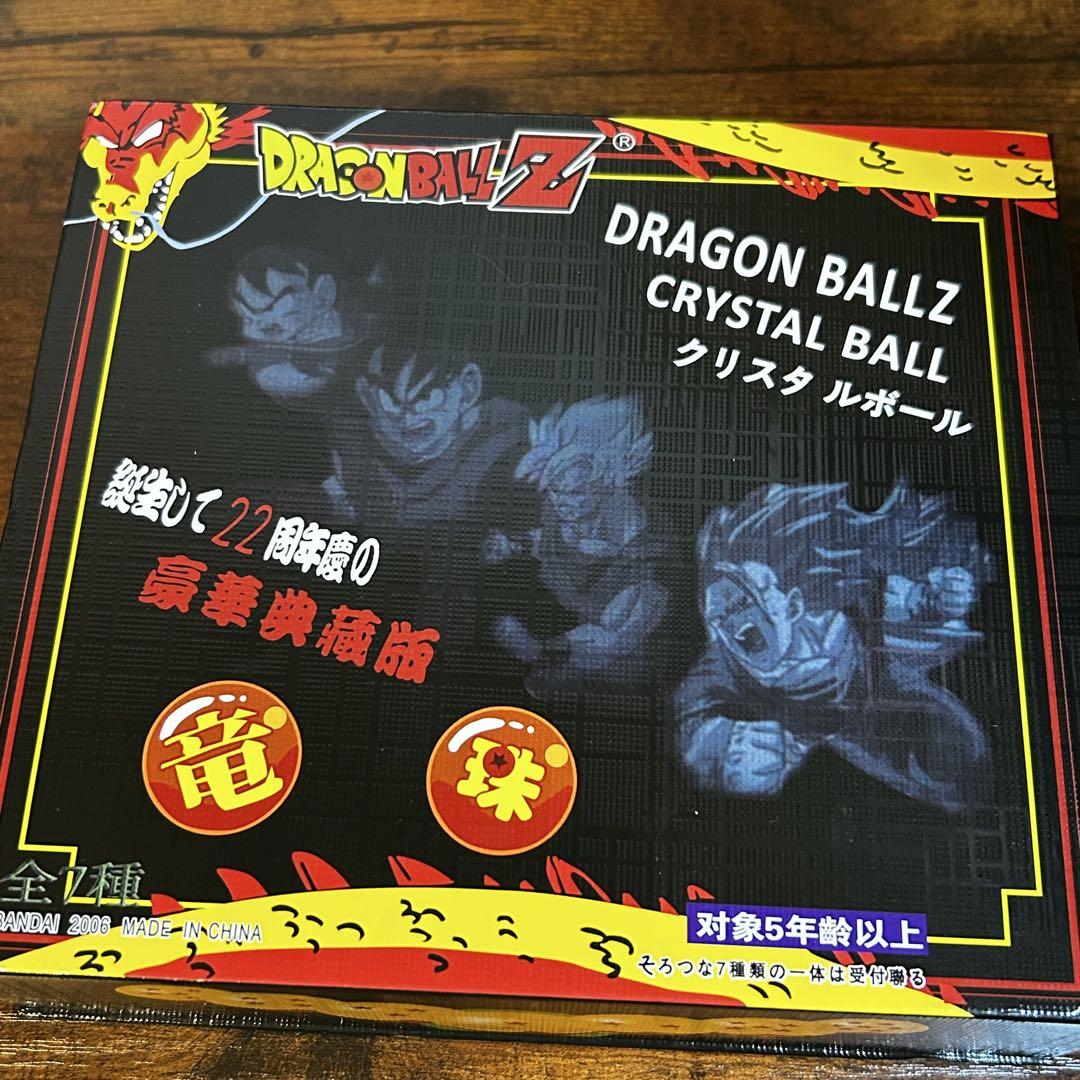 DRAGON BALL Z ®
DRAGON BALLZ
CRYSTAL BALL
クリスタ ルボール
誕生して22周年慶の
豪華典藏版
竜
珠
全7種
BANDAI 2006 MADE IN CHINA
对象5年齡以上
そろつな7種類の一体は受付聯る